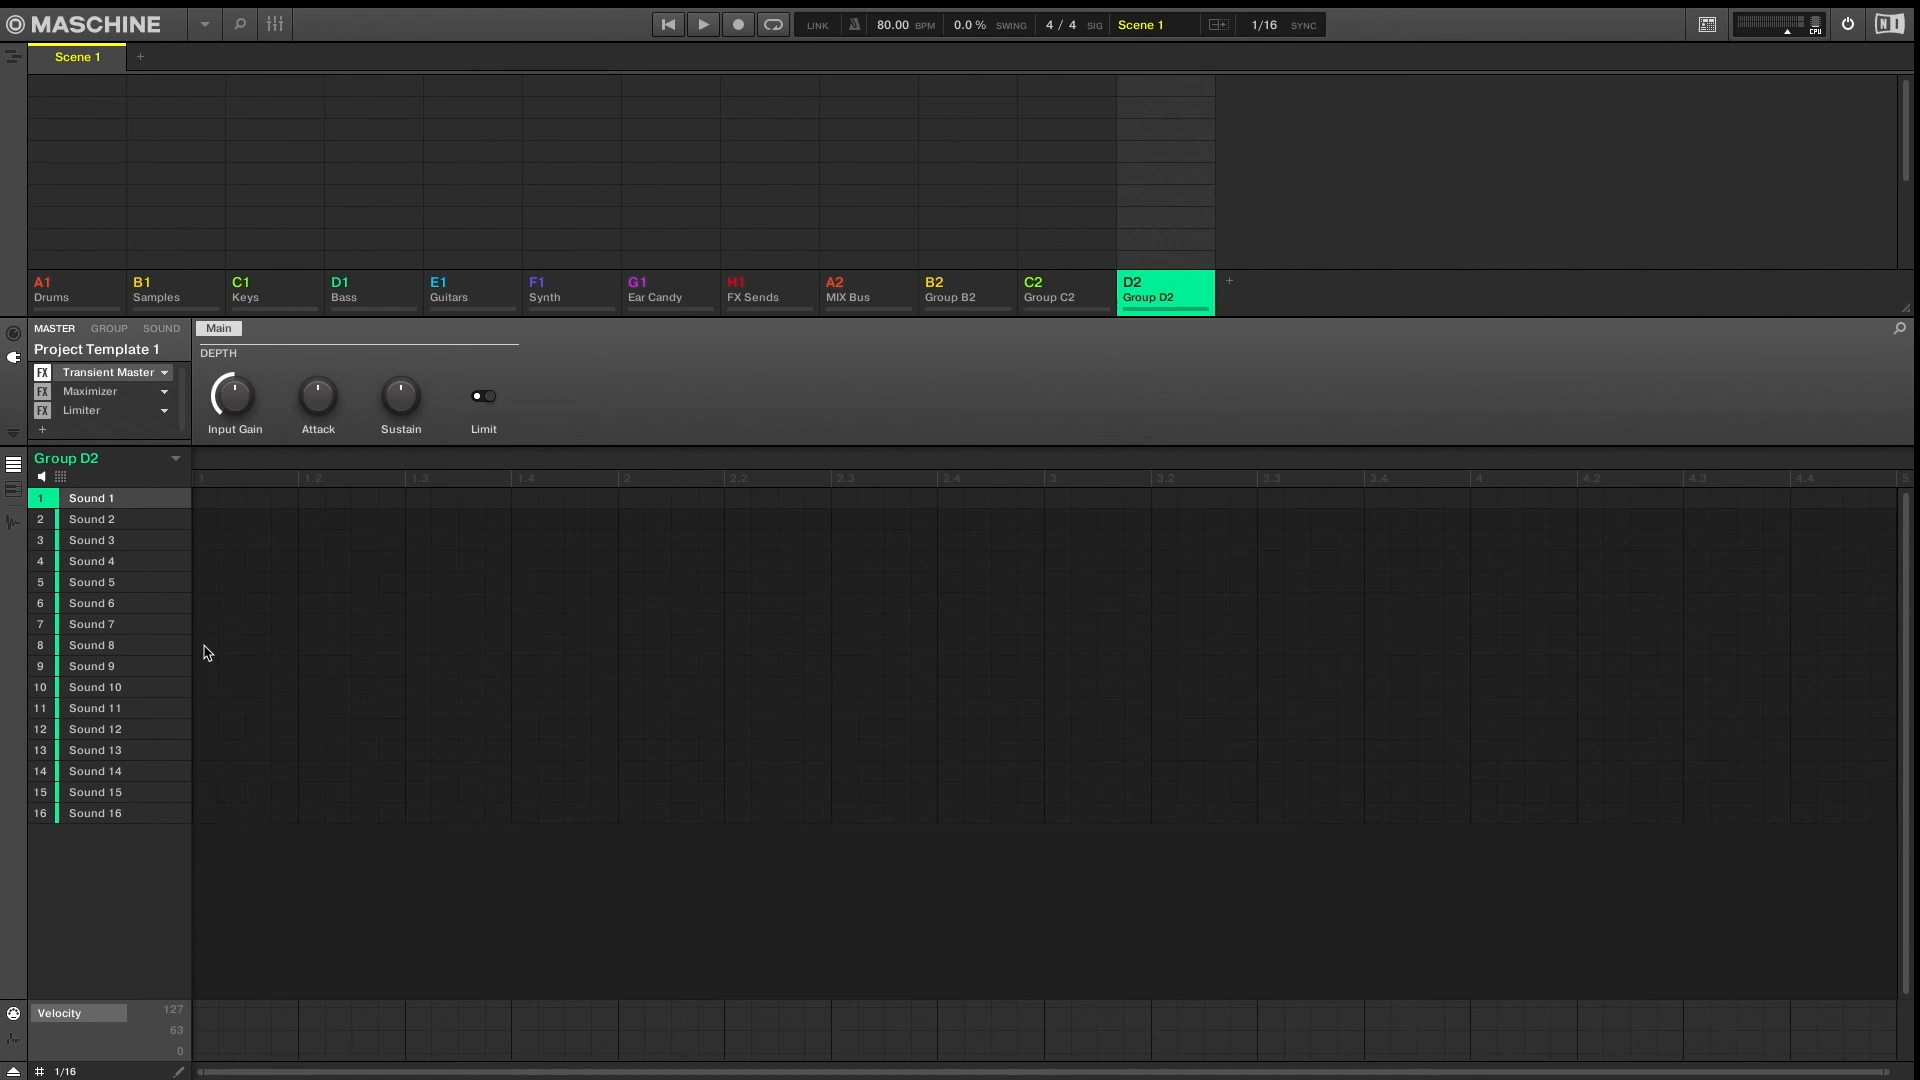 MASCHINE
LINK 80.00 BPM 0.0 % SWING 4 / 4 SIG Scene 1 1/16 SYNC
CPU
NI
Scene 1 +
A1 B1 C1 D1 E1 F1 G1 H1 A2 B2 C2 D2 +
Drums Samples Keys Bass Guitars Synth Ear Candy FX Sends MIX Bus Group B2 Group C2 Group D2
MASTER GROUP SOUND Main
Project Template 1
DEPTH
FX Transient Master
FX Maximizer
FX Limiter
+
Input Gain Attack Sustain Limit
Group D2
1 1.2 1.3 1.4 2 2.2 2.3 2.4 3 3.2 3.3 3.4 4 4.2 4.3 4.4 5
1 Sound 1
2 Sound 2
3 Sound 3
4 Sound 4
5 Sound 5
6 Sound 6
7 Sound 7
8 Sound 8
9 Sound 9
10 Sound 10
11 Sound 11
12 Sound 12
13 Sound 13
14 Sound 14
15 Sound 15
16 Sound 16
Velocity 127
63
0
# 1/16